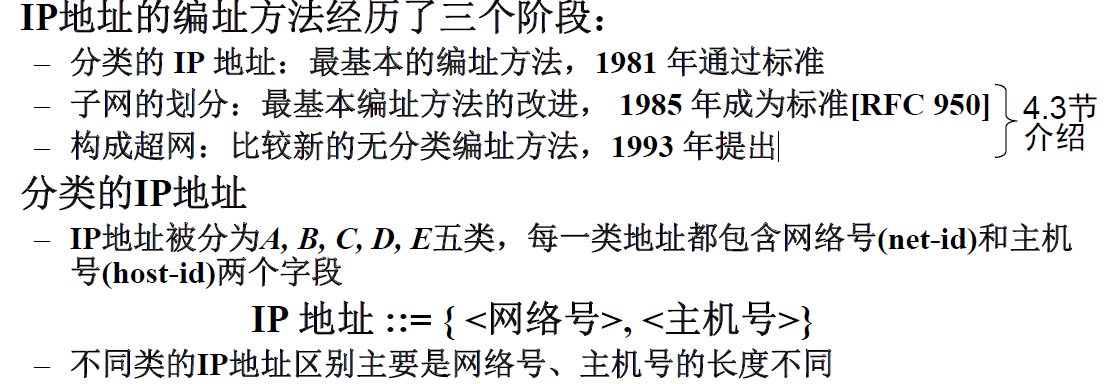 IP地址的编址方法经历了三个阶段：
– 分类的 IP 地址：最基本的编址方法，1981 年通过标准
– 子网的划分：最基本编址方法的改进， 1985 年成为标准[RFC 950]
– 构成超网：比较新的无分类编址方法，1993 年提出
4.3节
介绍
分类的IP地址
– IP地址被分为A, B, C, D, E五类，每一类地址都包含网络号(net-id)和主机
号(host-id)两个字段
IP 地址 ::= { <网络号>, <主机号>}
– 不同类的IP地址区别主要是网络号、主机号的长度不同